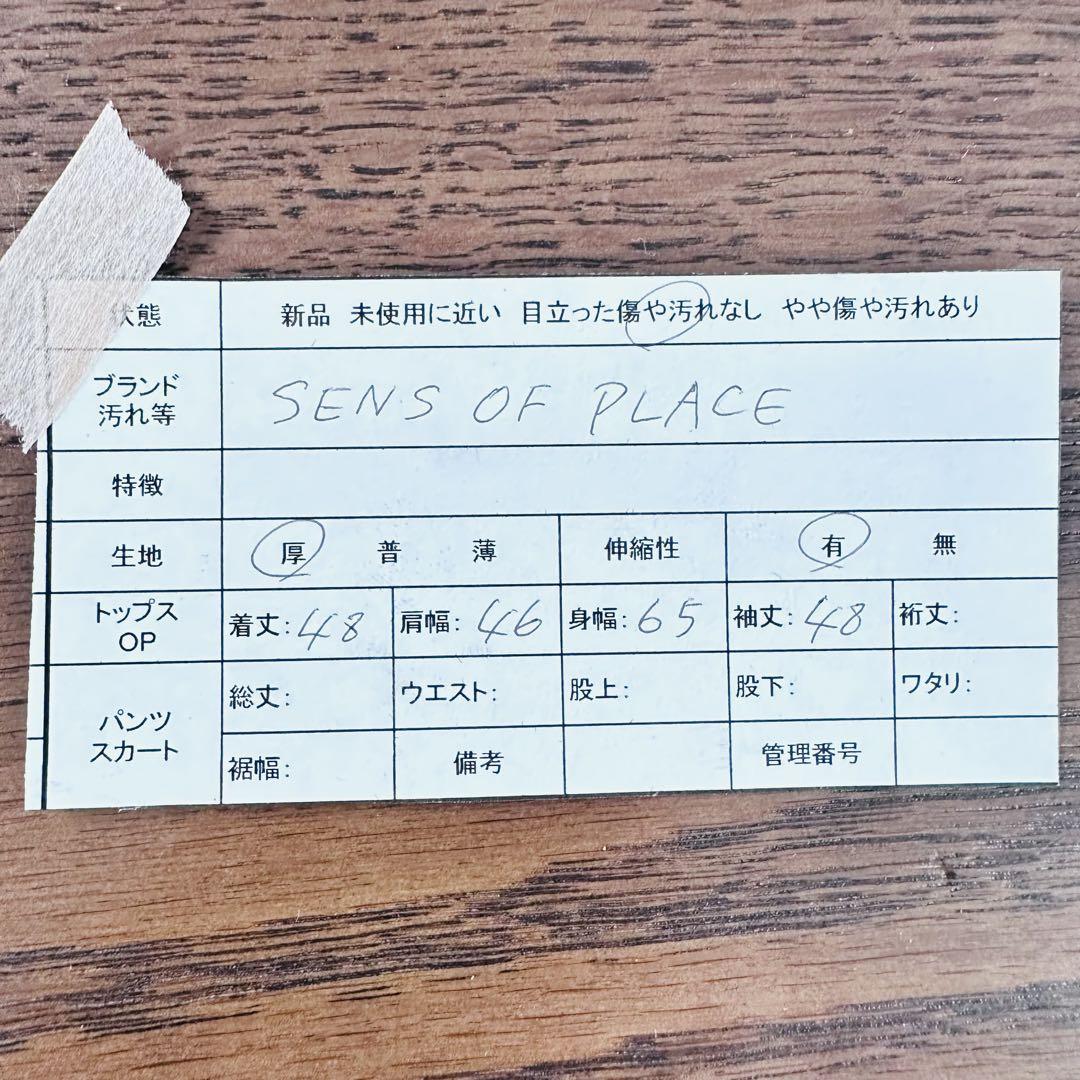 状態 新品 未使用に近い 目立った傷や汚れなし やや傷や汚れあり
ブランド
汚れ等
SENS OF PLACE
特徴
生地 厚 普 薄 伸縮性 有 無
トップス
OP
着丈:48 肩幅:46 身幅:65 袖丈:48 裄丈:
パンツ
スカート
総丈: ウエスト: 股上: 股下: ワタリ:
裾幅: 備考 管理番号